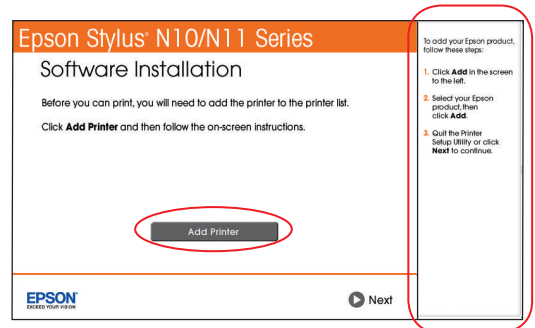 Epson Stylus® N10/N11 Series
Software Installation
Before you can print, you will need to add the printer to the printer list.
Click Add Printer and then follow the on-screen instructions.
Add Printer
EPSON
EXCEED YOUR VISION
Next
To add your Epson product,
follow these steps:
1. Click Add in the screen
to the left.
2. Select your Epson
product, then
click Add.
3. Quit the Printer
Setup Utility or click
Next to continue.